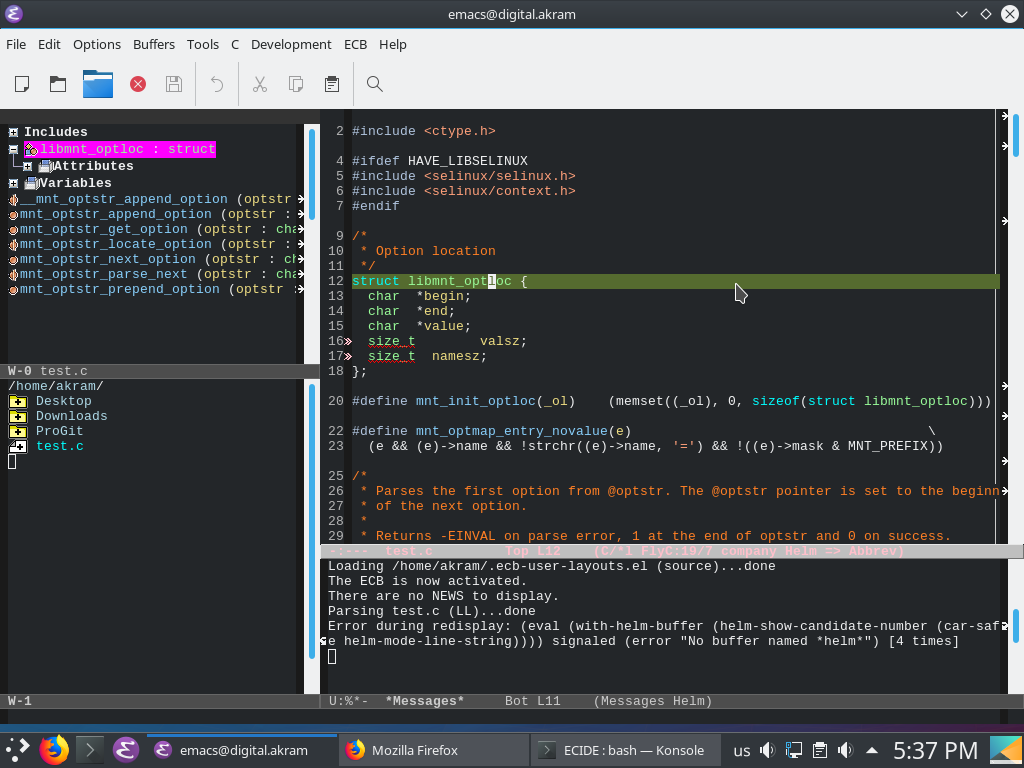 emacs@digital.akram
File Edit Options Buffers Tools C Development ECB Help
Includes
libmnt_optloc : struct
Attributes
Variables
__mnt_optstr_append_option (optstr
mnt_optstr_append_option (optstr :
mnt_optstr_get_option (optstr : cha
mnt_optstr_locate_option (optstr :
mnt_optstr_next_option (optstr : ch
mnt_optstr_parse_next (optstr : cha
mnt_optstr_prepend_option (optstr :
W-0 test.c
/home/akram/
Desktop
Downloads
ProGit
test.c
W-1
2 #include <ctype.h>
4 #ifdef HAVE_LIBSELINUX
5 #include <selinux/selinux.h>
6 #include <selinux/context.h>
7 #endif
9 /*
10 * Option location
11 */
12 struct libmnt_optloc {
13 char *begin;
14 char *end;
15 char *value;
16» size_t valsz;
17» size_t namesz;
18 };
20 #define mnt_init_optloc(_ol) (memset((_ol), 0, sizeof(struct libmnt_optloc)))
22 #define mnt_optmap_entry_novalue(e) \
23 (e && (e)->name && !strchr((e)->name, '=') && !((e)->mask & MNT_PREFIX))
25 /*
26 * Parses the first option from @optstr. The @optstr pointer is set to the beginn
27 * of the next option.
28 *
29 * Returns -EINVAL on parse error, 1 at the end of optstr and 0 on success.
-:--- test.c Top L12 (C/*l FlyC:19/7 company Helm => Abbrev)
Loading /home/akram/.ecb-user-layouts.el (source)...done
The ECB is now activated.
There are no NEWS to display.
Parsing test.c (LL)...done
Error during redisplay: (eval (with-helm-buffer (helm-show-candidate-number (car-saf
e helm-mode-line-string)))) signaled (error "No buffer named *helm*") [4 times]
U:%*- *Messages* Bot L11 (Messages Helm)
emacs@digital.akram Mozilla Firefox ECIDE : bash — Konsole us 5:37 PM